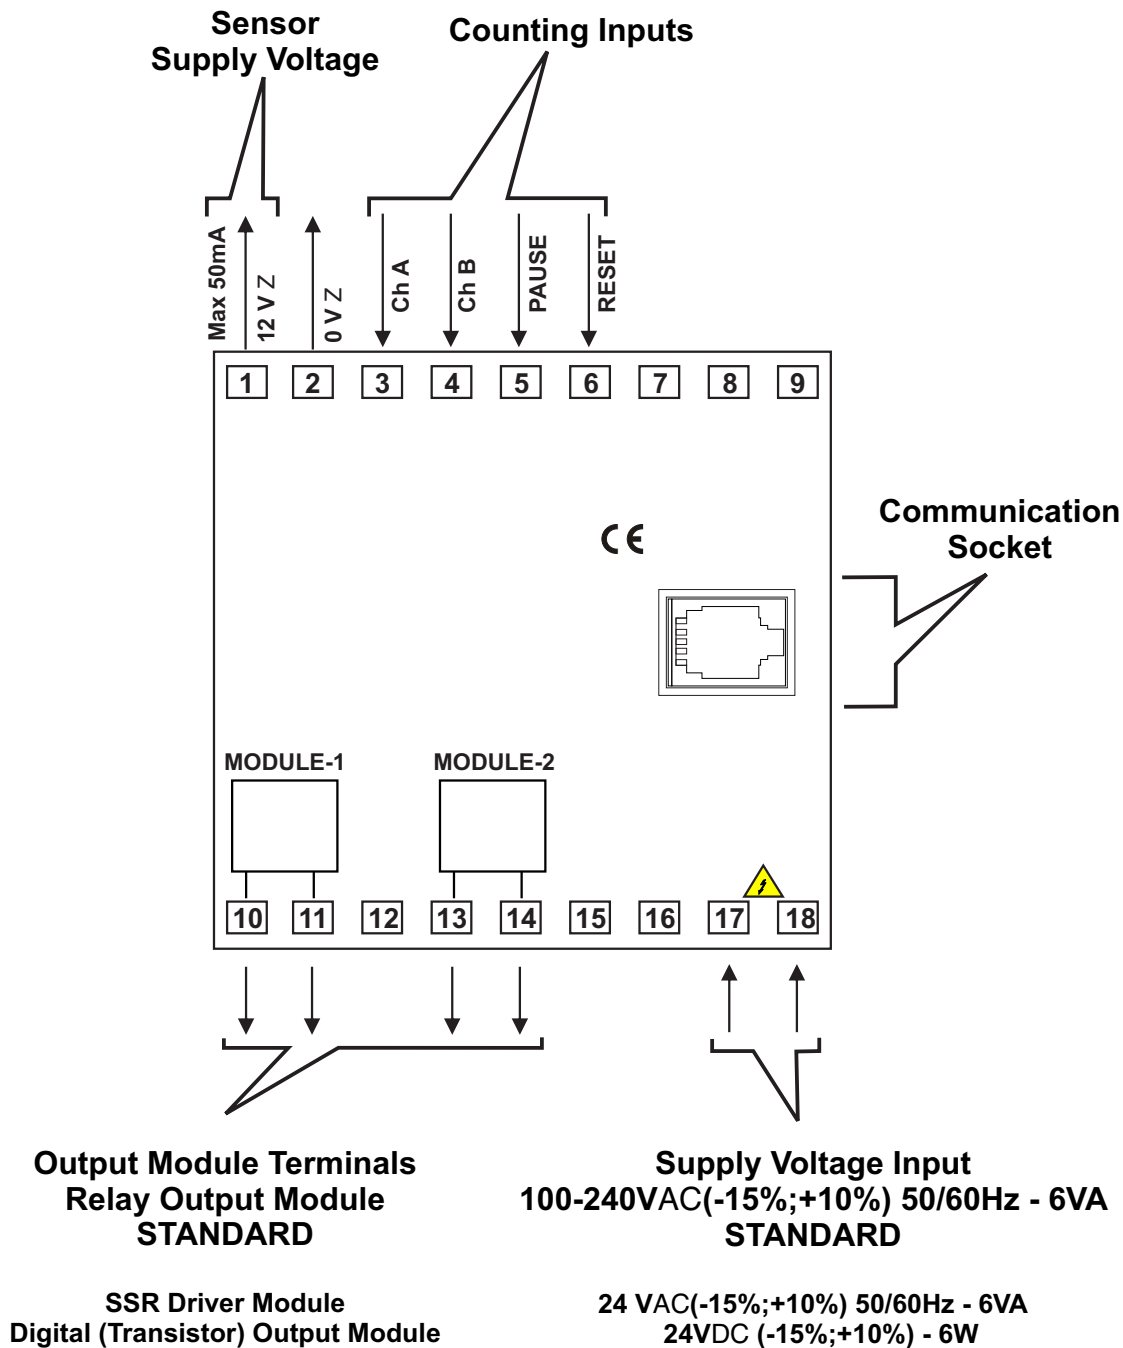 Sensor
Supply Voltage
Counting Inputs
Max 50mA
12 V Z
0 V Z
Ch A
Ch B
PAUSE
RESET
1 2 3 4 5 6 7 8 9
Communication
Socket
CE
MODULE-1 MODULE-2
10 11 12 13 14 15 16 17 18
Output Module Terminals
Relay Output Module
STANDARD
SSR Driver Module
Digital (Transistor) Output Module
Supply Voltage Input
100-240VAC(-15%;+10%) 50/60Hz - 6VA
STANDARD
24 VAC(-15%;+10%) 50/60Hz - 6VA
24VDC (-15%;+10%) - 6W